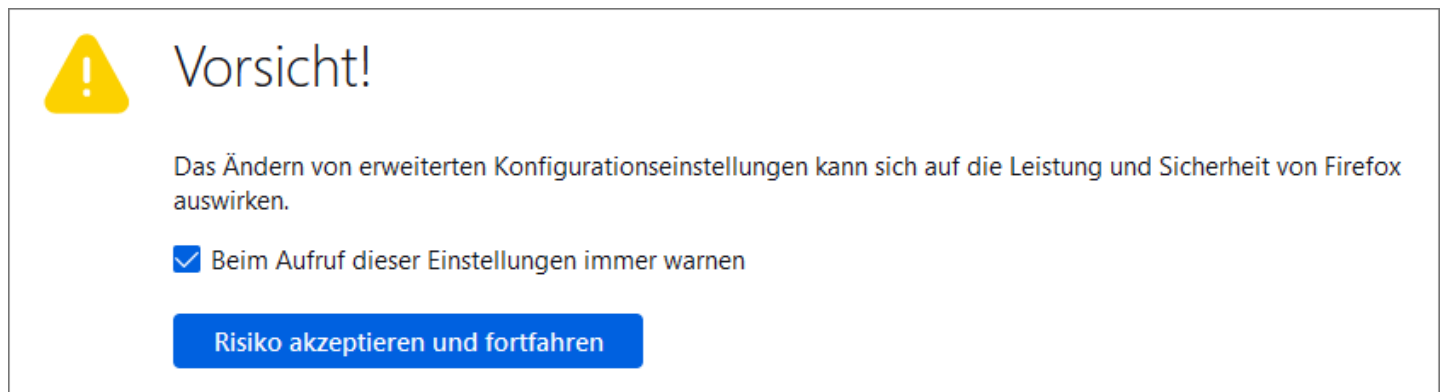 Vorsicht!
Das Ändern von erweiterten Konfigurationseinstellungen kann sich auf die Leistung und Sicherheit von Firefox
auswirken.
Beim Aufruf dieser Einstellungen immer warnen
Risiko akzeptieren und fortfahren